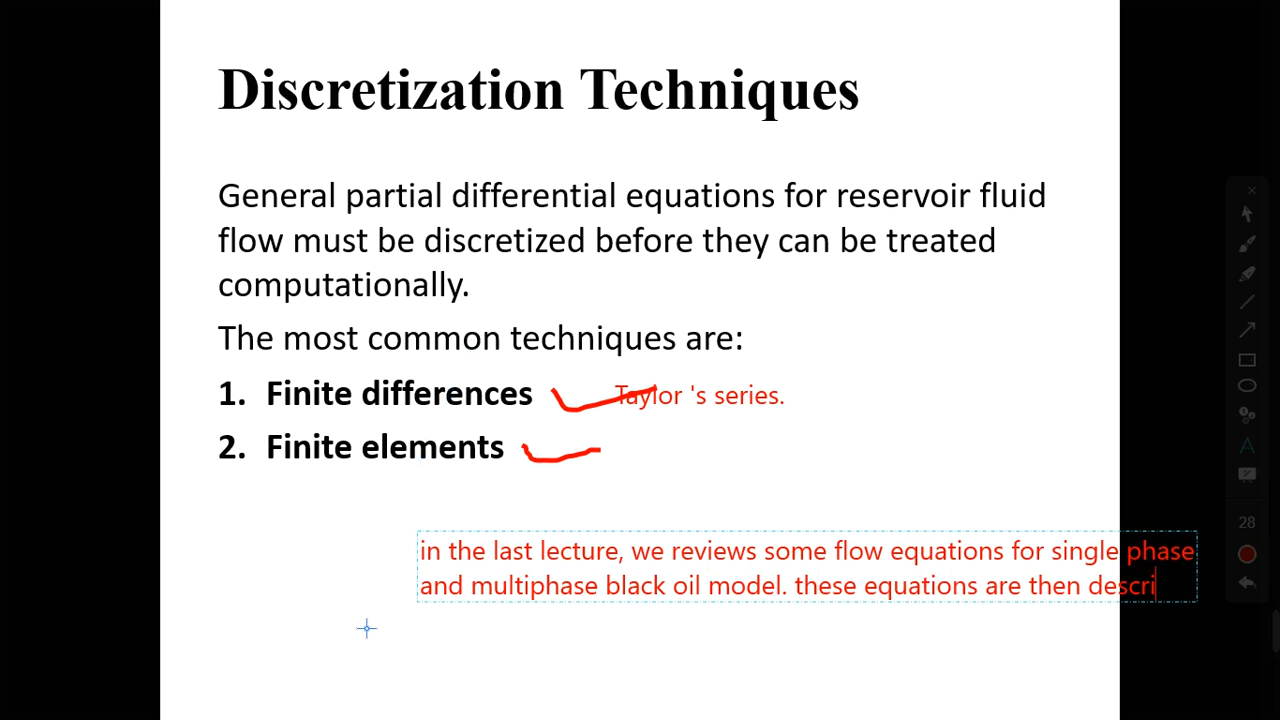 Discretization Techniques
General partial differential equations for reservoir fluid
flow must be discretized before they can be treated
computationally.
The most common techniques are:
1. Finite differences Taylor 's series.
2. Finite elements
in the last lecture, we reviews some flow equations for single phase
and multiphase black oil model. these equations are then descri
28